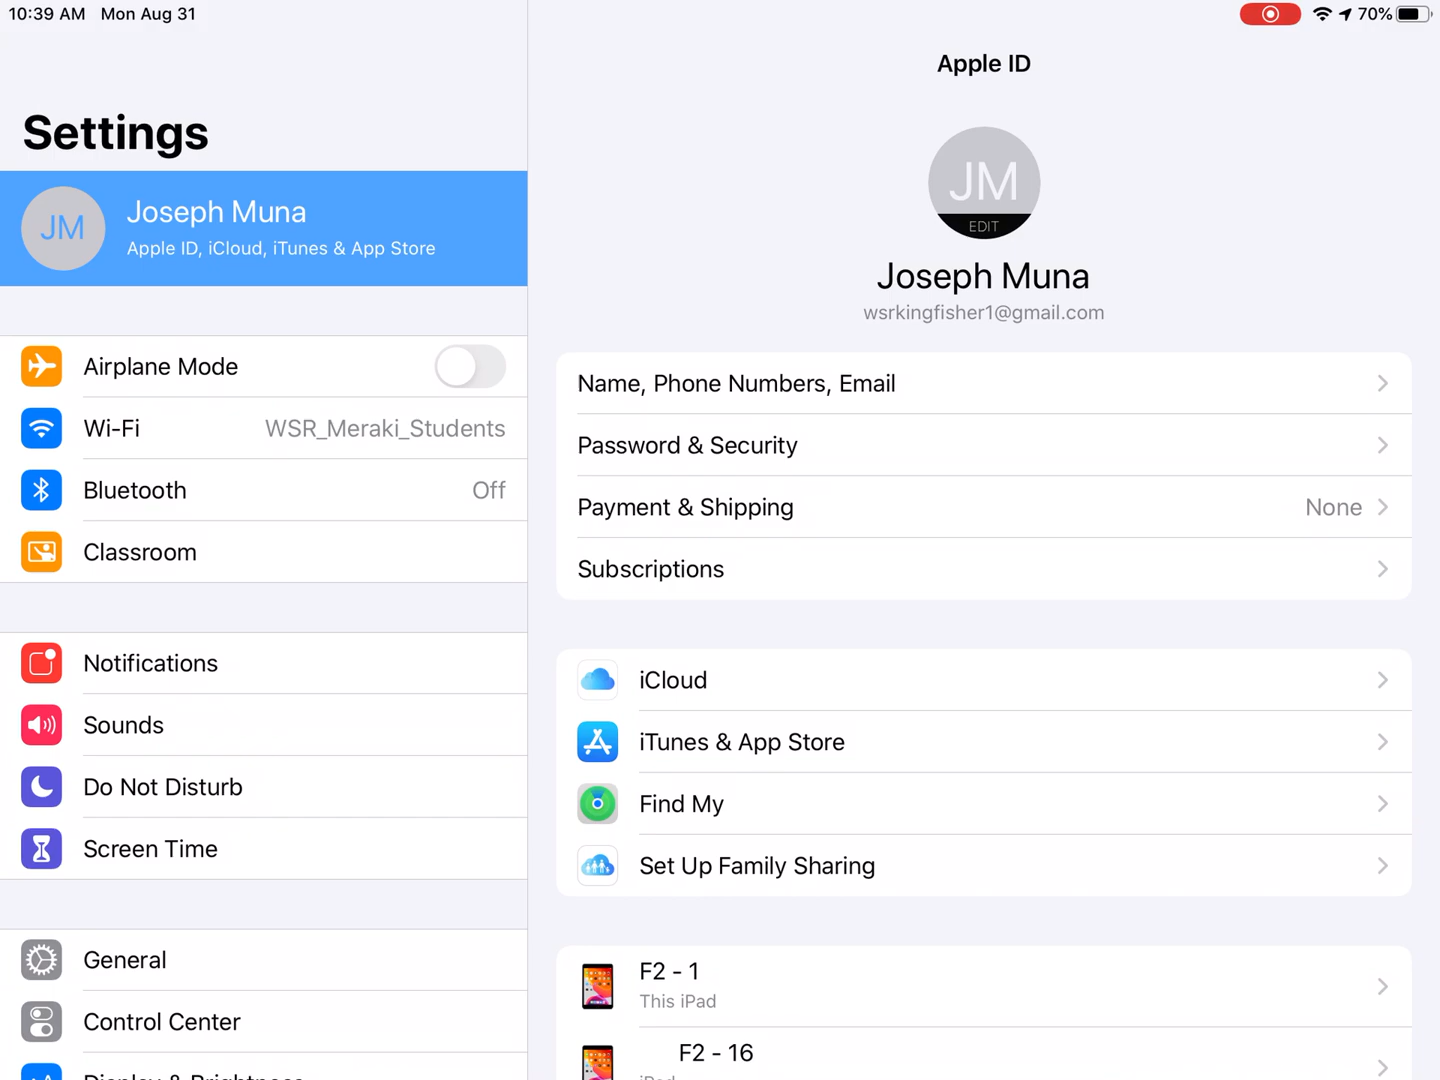 10:39 AM Mon Aug 31
70%
Settings
JM
Joseph Muna
Apple ID, iCloud, iTunes & App Store
Airplane Mode
Wi-Fi WSR_Meraki_Students
Bluetooth Off
Classroom
Notifications
Sounds
Do Not Disturb
Screen Time
General
Control Center
Display & Brightness
Apple ID
JM
EDIT
Joseph Muna
wsrkingfisher1@gmail.com
Name, Phone Numbers, Email
Password & Security
Payment & Shipping None
Subscriptions
iCloud
iTunes & App Store
Find My
Set Up Family Sharing
F2 - 1
This iPad
F2 - 16
iPad